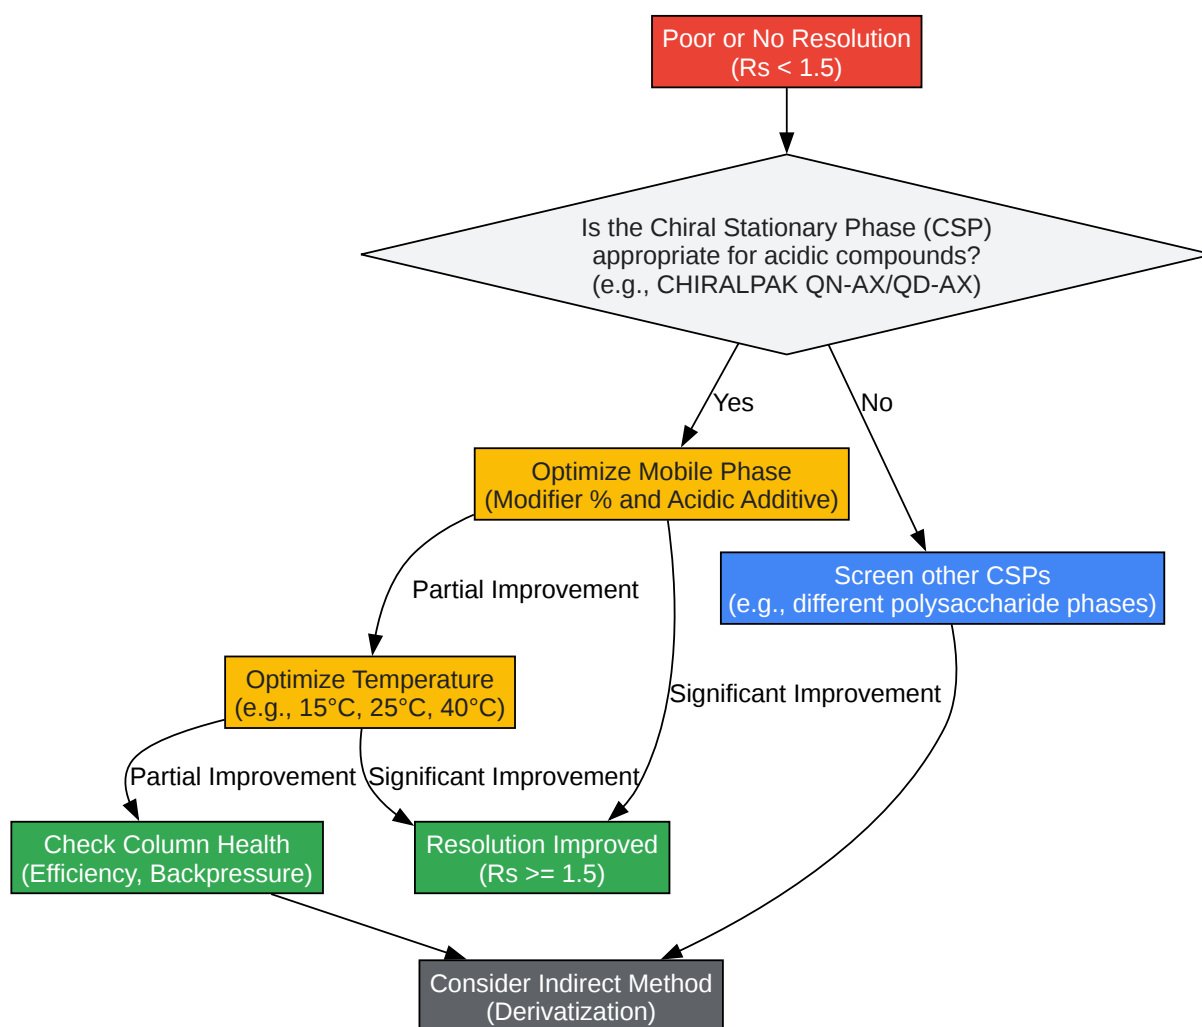 Poor or No Resolution
(Rs < 1.5)
Is the Chiral Stationary Phase (CSP)
appropriate for acidic compounds?
(e.g., CHIRALPAK QN-AX/QD-AX)
Yes
No
Optimize Mobile Phase
(Modifier % and Acidic Additive)
Screen other CSPs
(e.g., different polysaccharide phases)
Partial Improvement
Optimize Temperature
(e.g., 15°C, 25°C, 40°C)
Significant Improvement
Partial Improvement
Significant Improvement
Check Column Health
(Efficiency, Backpressure)
Resolution Improved
(Rs >= 1.5)
Consider Indirect Method
(Derivatization)